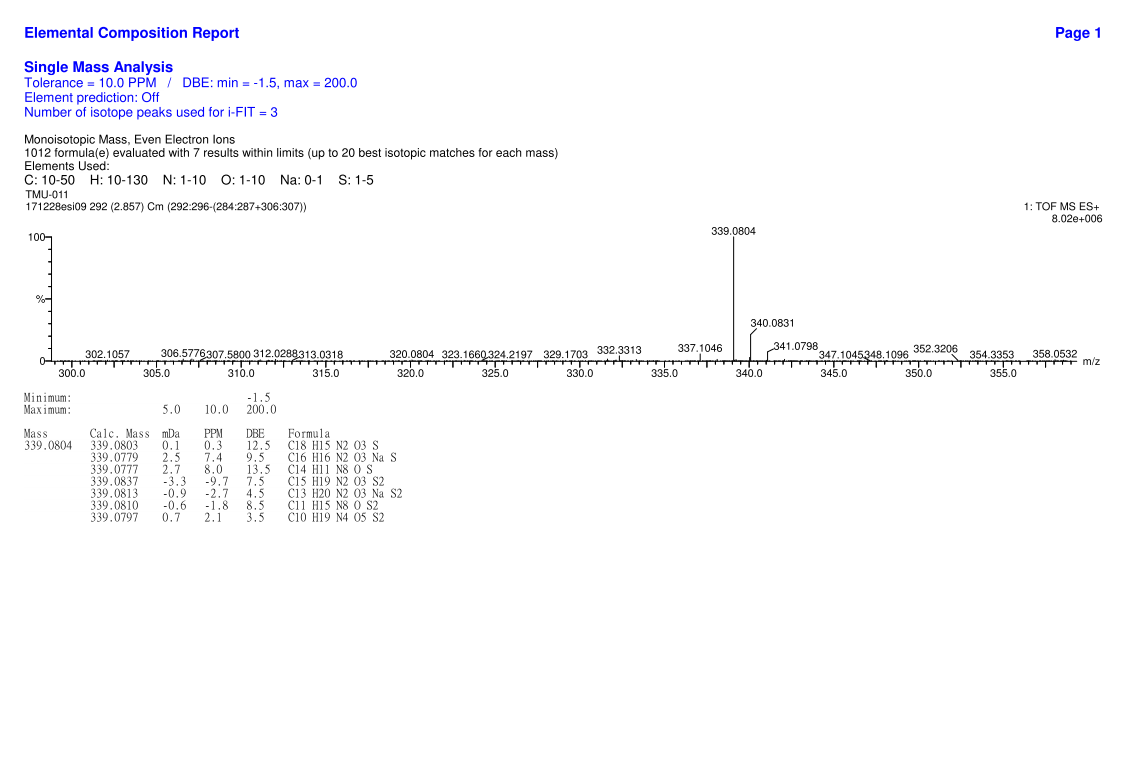 Elemental Composition Report Page 1
Single Mass Analysis
Tolerance = 10.0 PPM / DBE: min = -1.5, max = 200.0
Element prediction: Off
Number of isotope peaks used for i-FIT = 3
Monoisotopic Mass, Even Electron Ions
1012 formula(e) evaluated with 7 results within limits (up to 20 best isotopic matches for each mass)
Elements Used:
C: 10-50 H: 10-130 N: 1-10 O: 1-10 Na: 0-1 S: 1-5
TMU-011
171228esi09 292 (2.857) Cm (292:296-(284:287+306:307)) 1: TOF MS ES+
8.02e+006
339.0804
100
%
0
340.0831
302.1057 306.5776 307.5800 312.0288 313.0318 320.0804 323.1660 324.2197 329.1703 332.3313 337.1046 341.0798 347.1045 348.1096 352.3206 354.3353 358.0532
m/z
300.0 305.0 310.0 315.0 320.0 325.0 330.0 335.0 340.0 345.0 350.0 355.0
Minimum: -1.5
Maximum: 5.0 10.0 200.0
Mass Calc. Mass mDa PPM DBE Formula
339.0804 339.0803 0.1 0.3 12.5 C18 H15 N2 O3 S
339.0779 2.5 7.4 9.5 C16 H16 N2 O3 Na S
339.0777 2.7 8.0 13.5 C14 H11 N8 O S
339.0837 -3.3 -9.7 7.5 C15 H19 N2 O3 S2
339.0813 -0.9 -2.7 4.5 C13 H20 N2 O3 Na S2
339.0810 -0.6 -1.8 8.5 C11 H15 N8 O S2
339.0797 0.7 2.1 3.5 C10 H19 N4 O5 S2